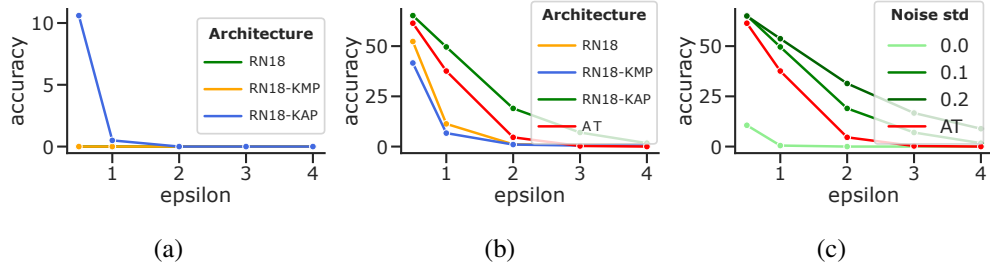 accuracy
10
5
0
Architecture
RN18
RN18-KMP
RN18-KAP
1 2 3 4
epsilon
(a)
accuracy
50
25
0
Architecture
RN18
RN18-KMP
RN18-KAP
AT
1 2 3 4
epsilon
(b)
accuracy
50
25
0
Noise std
0.0
0.1
0.2
AT
1 2 3 4
epsilon
(c)